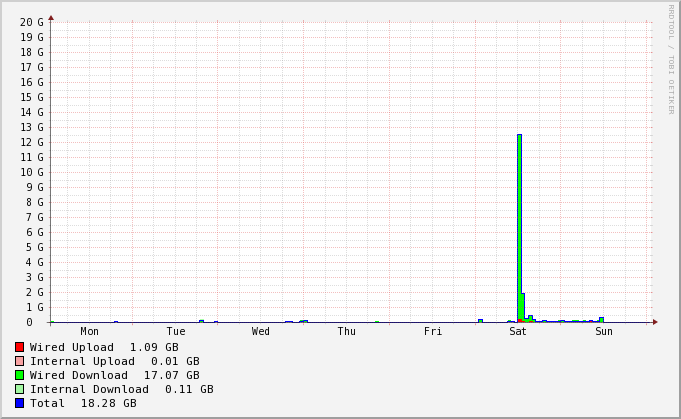 20 G
19 G
18 G
17 G
16 G
15 G
14 G
13 G
12 G
11 G
10 G
9 G
8 G
7 G
6 G
5 G
4 G
3 G
2 G
1 G
0
Mon Tue Wed Thu Fri Sat Sun
Wired Upload 1.09 GB
Internal Upload 0.01 GB
Wired Download 17.07 GB
Internal Download 0.11 GB
Total 18.28 GB
RRDTOOL / TOBI OETIKER